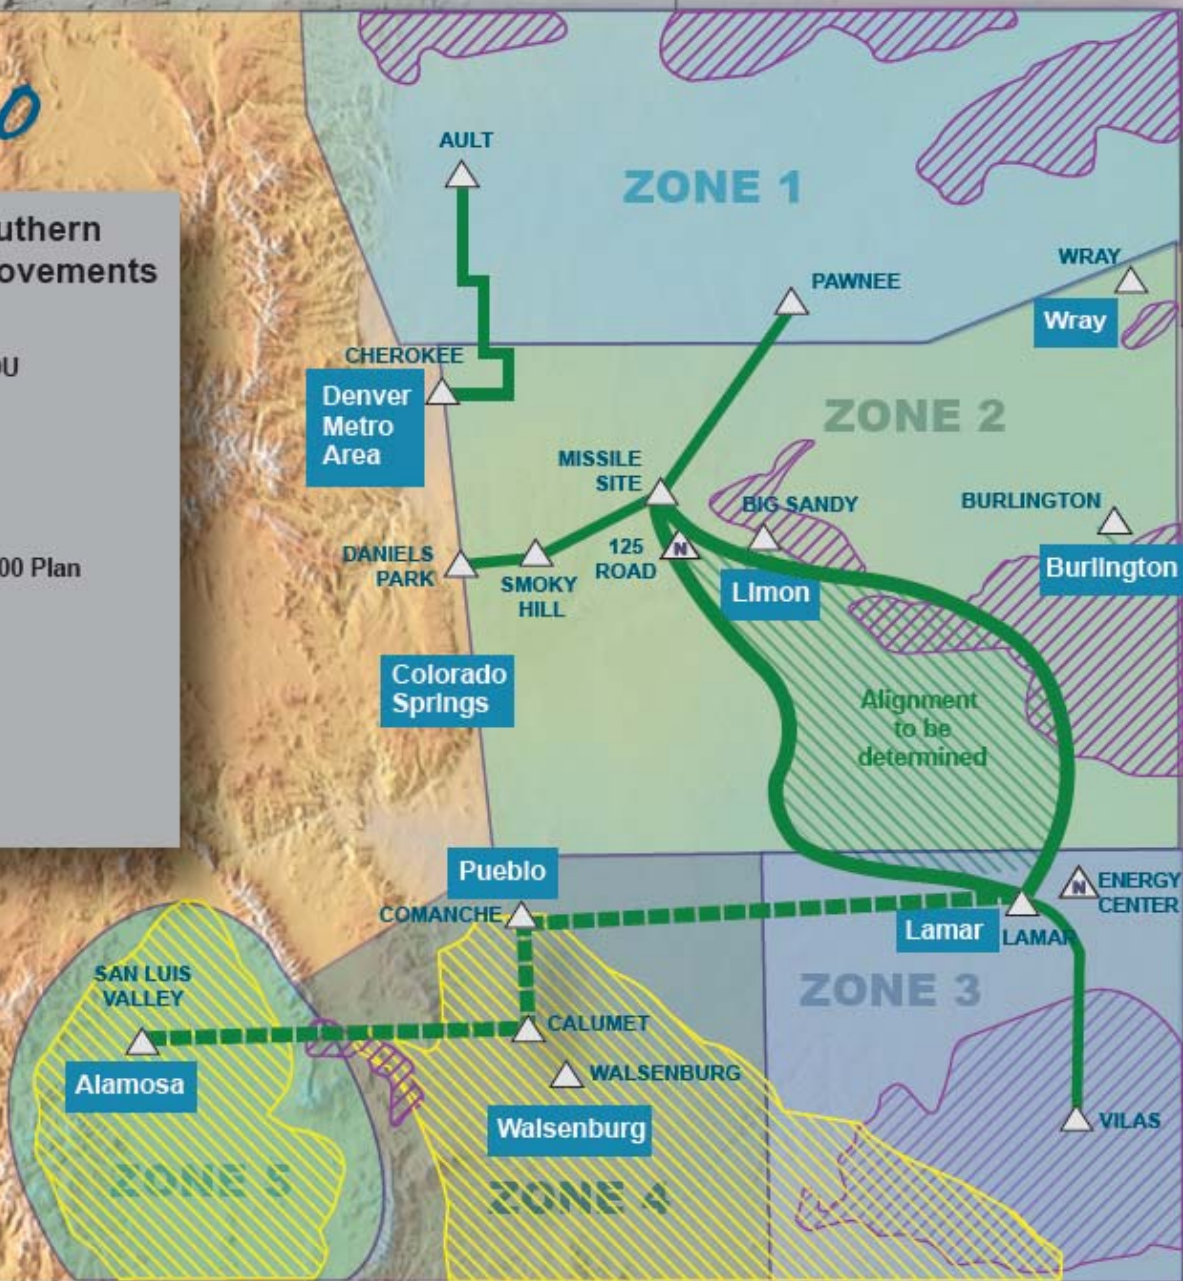 o
uthern
ovements
OU
00 Plan
AULT
ZONE 1
PAWNEE
WRAY
Wray
CHEROKEE
Denver
Metro
Area
ZONE 2
MISSILE
SITE
BIG SANDY
BURLINGTON
Burlington
DANIELS
PARK
SMOKY
HILL
125
ROAD
N
Limon
Colorado
Springs
Alignment
to be
determined
Pueblo
COMANCHE
N
ENERGY
CENTER
Lamar
LAMAR
SAN LUIS
VALLEY
Alamosa
CALUMET
WALSENBURG
Walsenburg
ZONE 3
VILAS
ZONE 5
ZONE 4